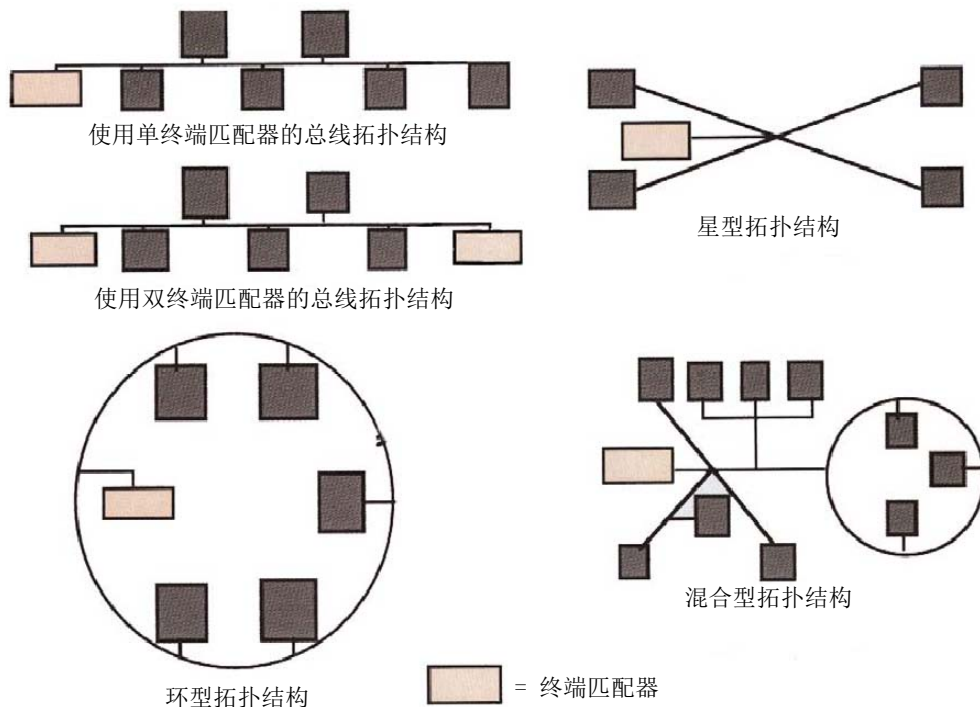 使用单终端匹配器的总线拓扑结构
星型拓扑结构
使用双终端匹配器的总线拓扑结构
混合型拓扑结构
环型拓扑结构
= 终端匹配器